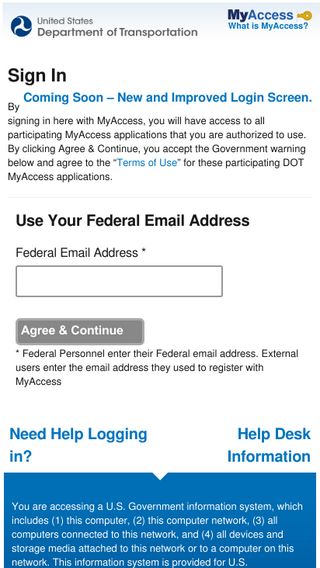 United States
Department of Transportation
MyAccess
What is MyAccess?
Sign In
Coming Soon – New and Improved Login Screen.
By
signing in here with MyAccess, you will have access to all
participating MyAccess applications that you are authorized to use.
By clicking Agree & Continue, you accept the Government warning
below and agree to the “Terms of Use” for these participating DOT
MyAccess applications.
Use Your Federal Email Address
Federal Email Address *
Agree & Continue
* Federal Personnel enter their Federal email address. External
users enter the email address they used to register with
MyAccess
Need Help Logging
in?
Help Desk
Information
You are accessing a U.S. Government information system, which
includes (1) this computer, (2) this computer network, (3) all
computers connected to this network, and (4) all devices and
storage media attached to this network or to a computer on this
network. This information system is provided for U.S.